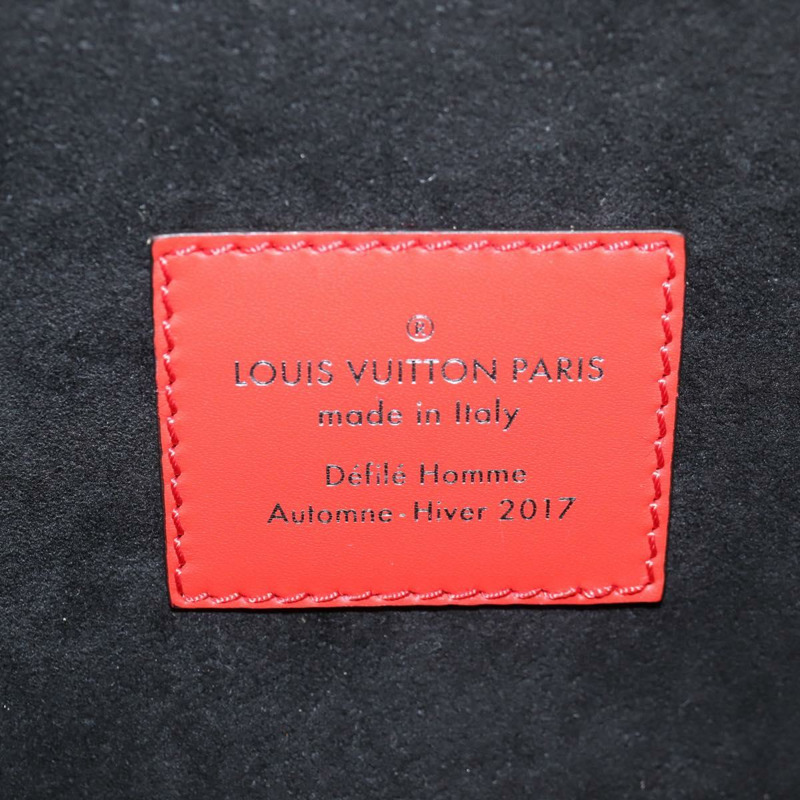 ®
LOUIS VUITTON PARIS
made in Italy
Défilé Homme
Automne-Hiver 2017